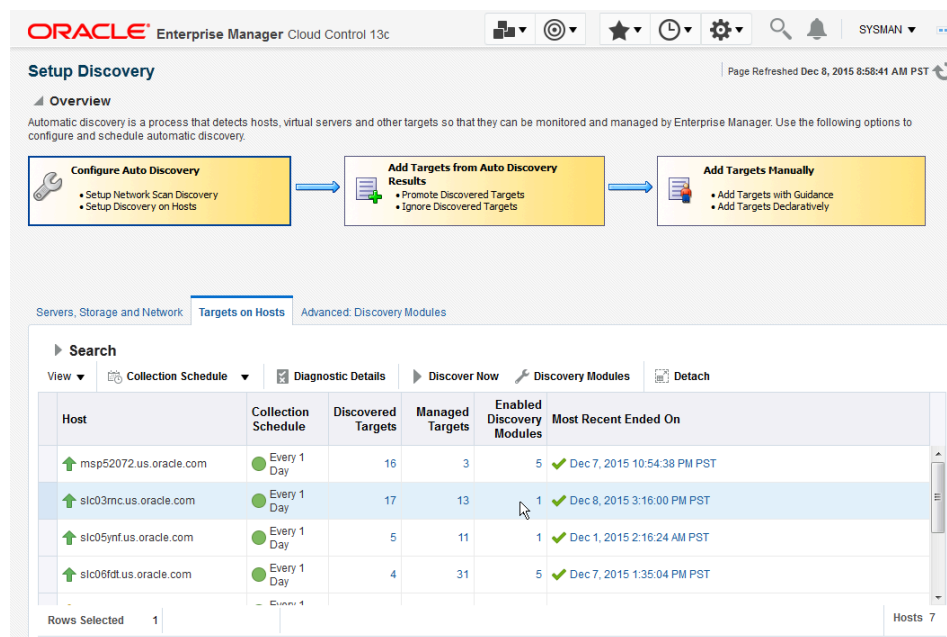 ORACLE Enterprise Manager Cloud Control 13c
SYSMAN
Setup Discovery
Page Refreshed Dec 8, 2015 8:58:41 AM PST
Overview
Automatic discovery is a process that detects hosts, virtual servers and other targets so that they can be monitored and managed by Enterprise Manager. Use the following options to
configure and schedule automatic discovery.
Configure Auto Discovery
• Setup Network Scan Discovery
• Setup Discovery on Hosts
Add Targets from Auto Discovery
Results
• Promote Discovered Targets
• Ignore Discovered Targets
Add Targets Manually
• Add Targets with Guidance
• Add Targets Declaratively
Servers, Storage and Network Targets on Hosts Advanced: Discovery Modules
Search
View Collection Schedule Diagnostic Details Discover Now Discovery Modules Detach
Host
Collection
Schedule
Discovered
Targets
Managed
Targets
Enabled
Discovery
Modules
Most Recent Ended On
msp52072.us.oracle.com
Every 1
Day
16 3 5 Dec 7, 2015 10:54:38 PM PST
slc03rnc.us.oracle.com
Every 1
Day
17 13 1 Dec 8, 2015 3:16:00 PM PST
slc05ynf.us.oracle.com
Every 1
Day
5 11 1 Dec 1, 2015 2:16:24 AM PST
slc06fdt.us.oracle.com
Every 1
Day
4 31 5 Dec 7, 2015 1:35:04 PM PST
Every 1
Rows Selected 1
Hosts 7